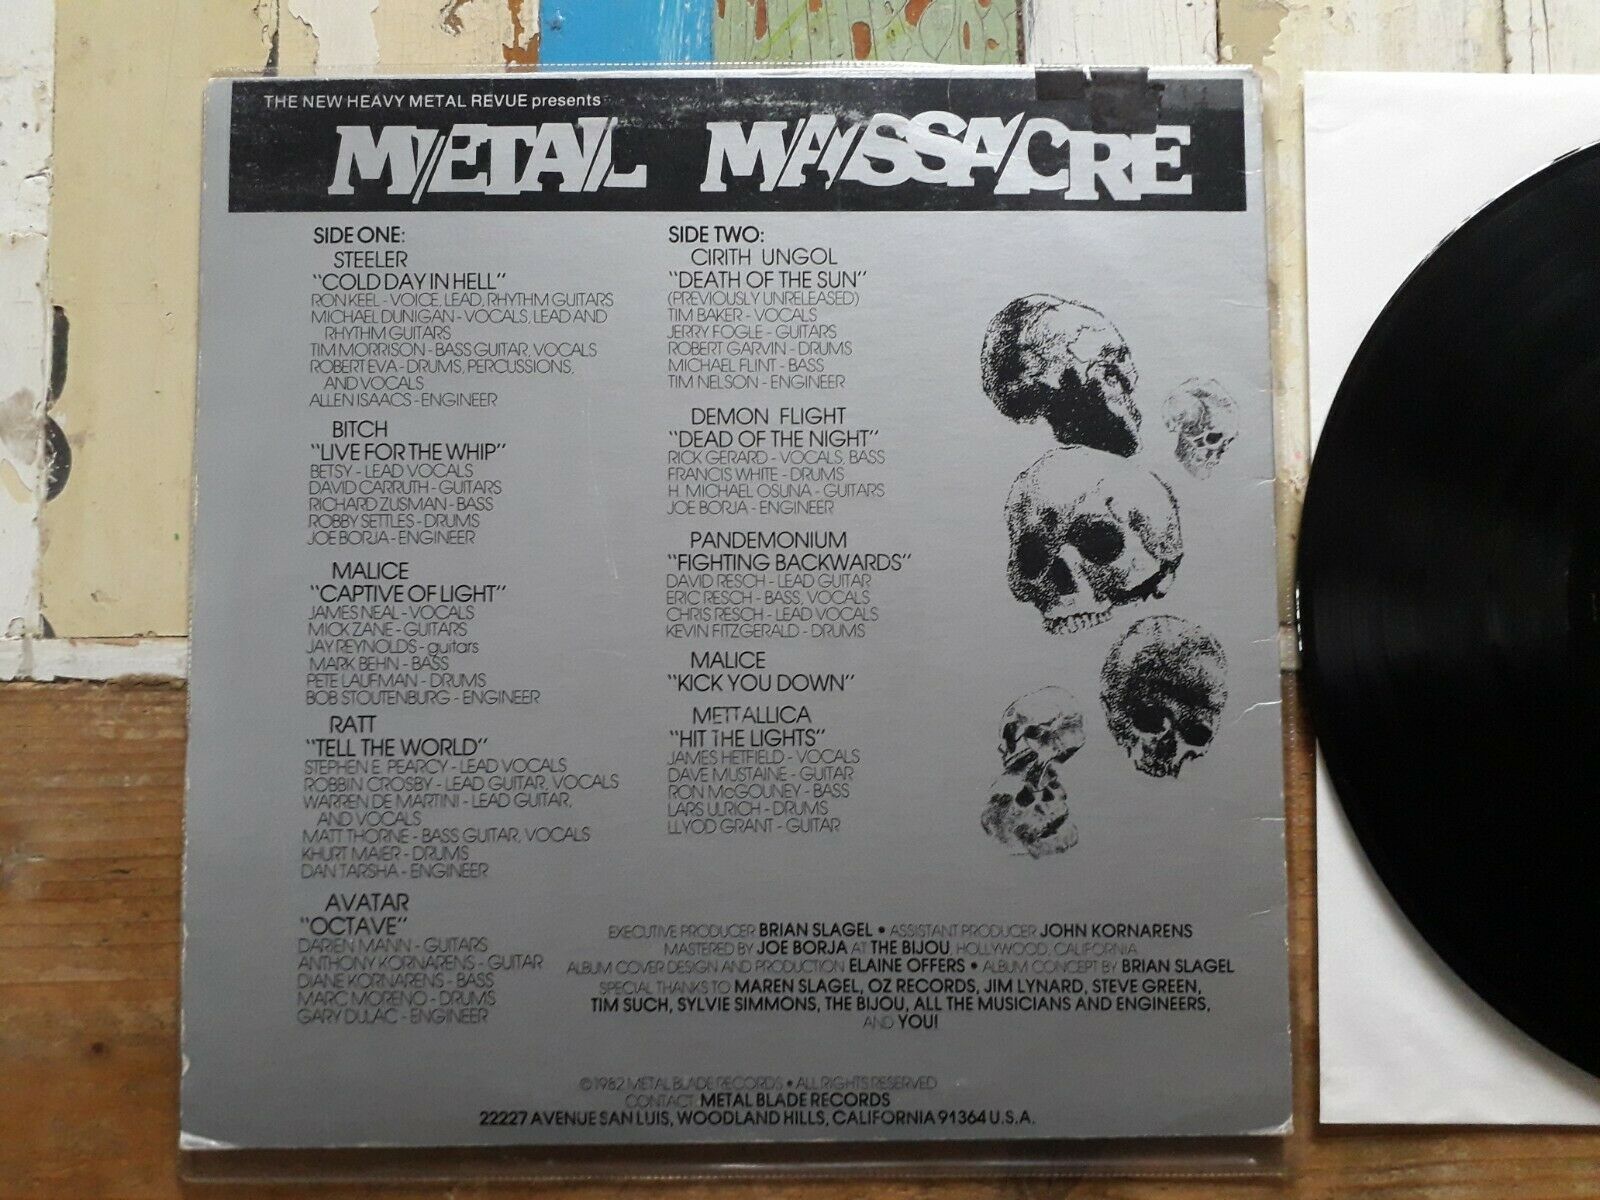 THE NEW HEAVY METAL REVUE presents
METAL MASSACRE
SIDE ONE:
STEELER
"COLD DAY IN HELL"
RON KEEL - VOICE, LEAD, RHYTHM GUITARS
MICHAEL DUNIGAN - VOCALS, LEAD AND
RHYTHM GUITARS
TIM MORRISON - BASS GUITAR, VOCALS
ROBERT EVA - DRUMS, PERCUSSIONS,
AND VOCALS
ALLEN ISAACS - ENGINEER
BITCH
"LIVE FOR THE WHIP"
BETSY - LEAD VOCALS
DAVID CARRUTH - GUITARS
RICHARD ZUSMAN - BASS
ROBBY SETTLES - DRUMS
JOE BORJA - ENGINEER
MALICE
"CAPTIVE OF LIGHT"
JAMES NEAL - VOCALS
MICK ZANE - GUITARS
JAY REYNOLDS - guitars
MARK BEHN - BASS
PETE LAUFMAN - DRUMS
BOB STOUTENBURG - ENGINEER
RATT
"TELL THE WORLD"
STEPHEN E. PEARCY - LEAD VOCALS
ROBBIN CROSBY - LEAD GUITAR, VOCALS
WARREN DE MARTINI - LEAD GUITAR,
AND VOCALS
MATT THORNE - BASS GUITAR, VOCALS
KHURT MAIER - DRUMS
DAN TARSHA - ENGINEER
AVATAR
"OCTAVE"
DARIEN MANN - GUITARS
ANTHONY KORNARENS - GUITAR
DIANE KORNARENS - BASS
MARC MORENO - DRUMS
GARY DULAC - ENGINEER
SIDE TWO:
CIRITH UNGOL
"DEATH OF THE SUN"
(PREVIOUSLY UNRELEASED)
TIM BAKER - VOCALS
JERRY FOGLE - GUITARS
ROBERT GARVIN - DRUMS
MICHAEL FLINT - BASS
TIM NELSON - ENGINEER
DEMON FLIGHT
"DEAD OF THE NIGHT"
RICK GERARD - VOCALS, BASS
FRANCIS WHITE - DRUMS
H. MICHAEL OSUNA - GUITARS
JOE BORJA - ENGINEER
PANDEMONIUM
"FIGHTING BACKWARDS"
DAVID RESCH - LEAD GUITAR
ERIC RESCH - BASS, VOCALS
CHRIS RESCH - LEAD VOCALS
KEVIN FITZGERALD - DRUMS
MALICE
"KICK YOU DOWN"
METTALLICA
"HIT THE LIGHTS"
JAMES HETFIELD - VOCALS
DAVE MUSTAINE - GUITAR
RON McGOUNEY - BASS
LARS ULRICH - DRUMS
LLYOD GRANT - GUITAR
EXECUTIVE PRODUCER BRIAN SLAGEL • ASSISTANT PRODUCER JOHN KORNARENS
MASTERED BY JOE BORJA AT THE BIJOU HOLLYWOOD, CALIFORNIA
ALBUM COVER DESIGN AND PRODUCTION ELAINE OFFERS • ALBUM CONCEPT BY BRIAN SLAGEL
SPECIAL THANKS TO MAREN SLAGEL, OZ RECORDS, JIM LYNARD, STEVE GREEN,
TIM SUCH, SYLVIE SIMMONS, THE BIJOU, ALL THE MUSICIANS AND ENGINEERS,
AND YOU!
©1982 METAL BLADE RECORDS • ALL RIGHTS RESERVED
CONTACT: METAL BLADE RECORDS
22227 AVENUE SAN LUIS, WOODLAND HILLS, CALIFORNIA 91364 U.S.A.